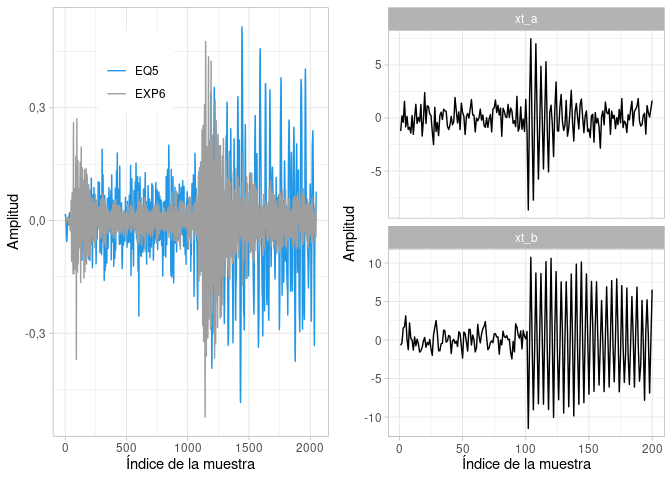 Amplitud
0,3
0,0
-0,3
EQ5
EXP6
0 500 1000 1500 2000
Índice de la muestra
Amplitud
xt_a
5
0
-5
xt_b
10
5
0
-5
-10
0 50 100 150 200
Índice de la muestra